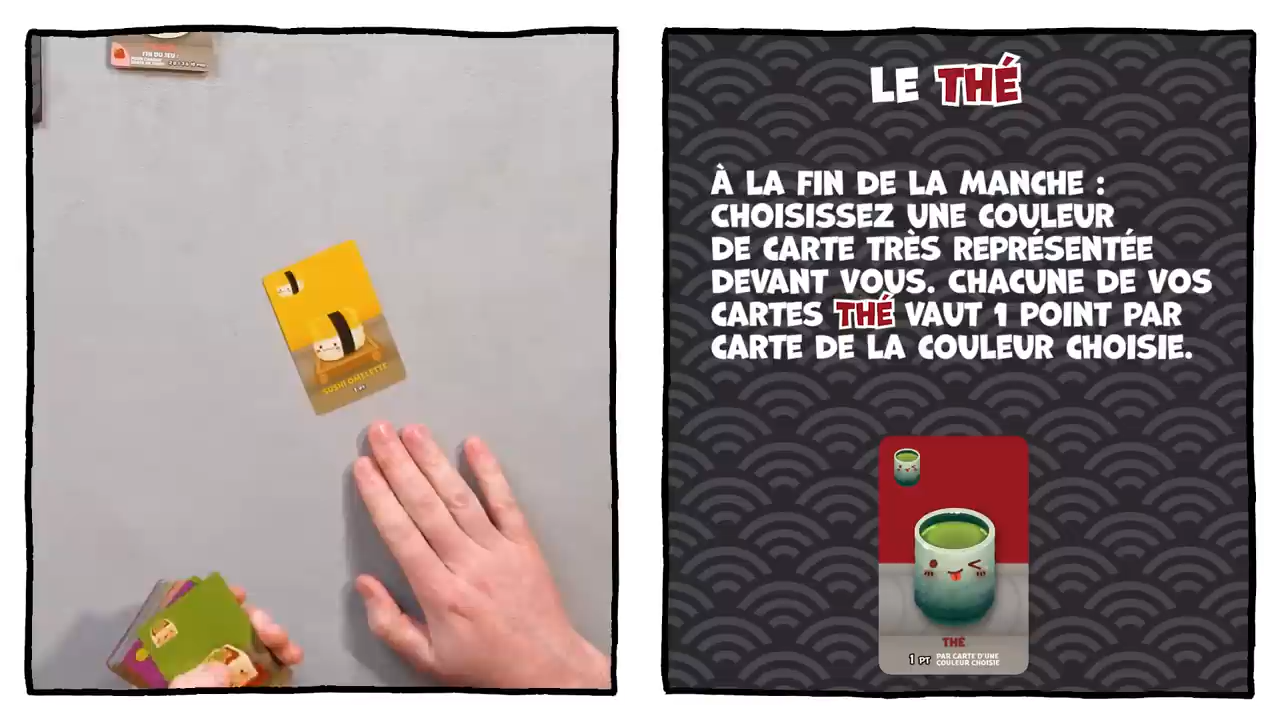 FIN DU JEU :
SUSHI OMELETTE
1 PT
LE THÉ
À LA FIN DE LA MANCHE :
CHOISISSEZ UNE COULEUR
DE CARTE TRÈS REPRÉSENTÉE
DEVANT VOUS. CHACUNE DE VOS
CARTES THÉ VAUT 1 POINT PAR
CARTE DE LA COULEUR CHOISIE.
THÉ
1 PT PAR CARTE D'UNE
COULEUR CHOISIE